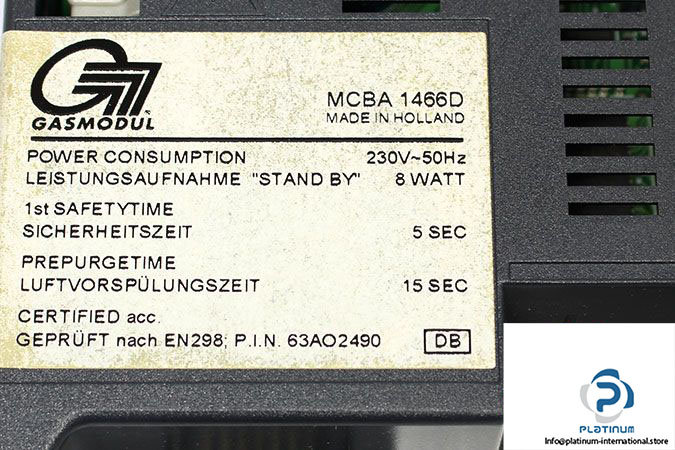 GASMODUL
MCBA 1466D
MADE IN HOLLAND
POWER CONSUMPTION 230V~50Hz
LEISTUNGSAUFNAHME "STAND BY" 8 WATT
1st SAFETYTIME
SICHERHEITSZEIT 5 SEC
PREPURGETIME
LUFTVORSPÜLUNGSZEIT 15 SEC
CERTIFIED acc.
GEPRÜFT nach EN298; P.I.N. 63AO2490 DB
PLATINUM
Info@platinum-international.store